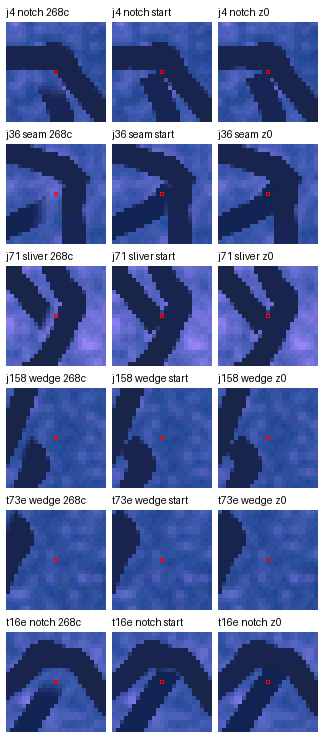 j4 notch 268c j4 notch start j4 notch z0
j36 seam 268c j36 seam start j36 seam z0
j71 sliver 268c j71 sliver start j71 sliver z0
j158 wedge 268c j158 wedge start j158 wedge z0
t73e wedge 268c t73e wedge start t73e wedge z0
t16e notch 268c t16e notch start t16e notch z0